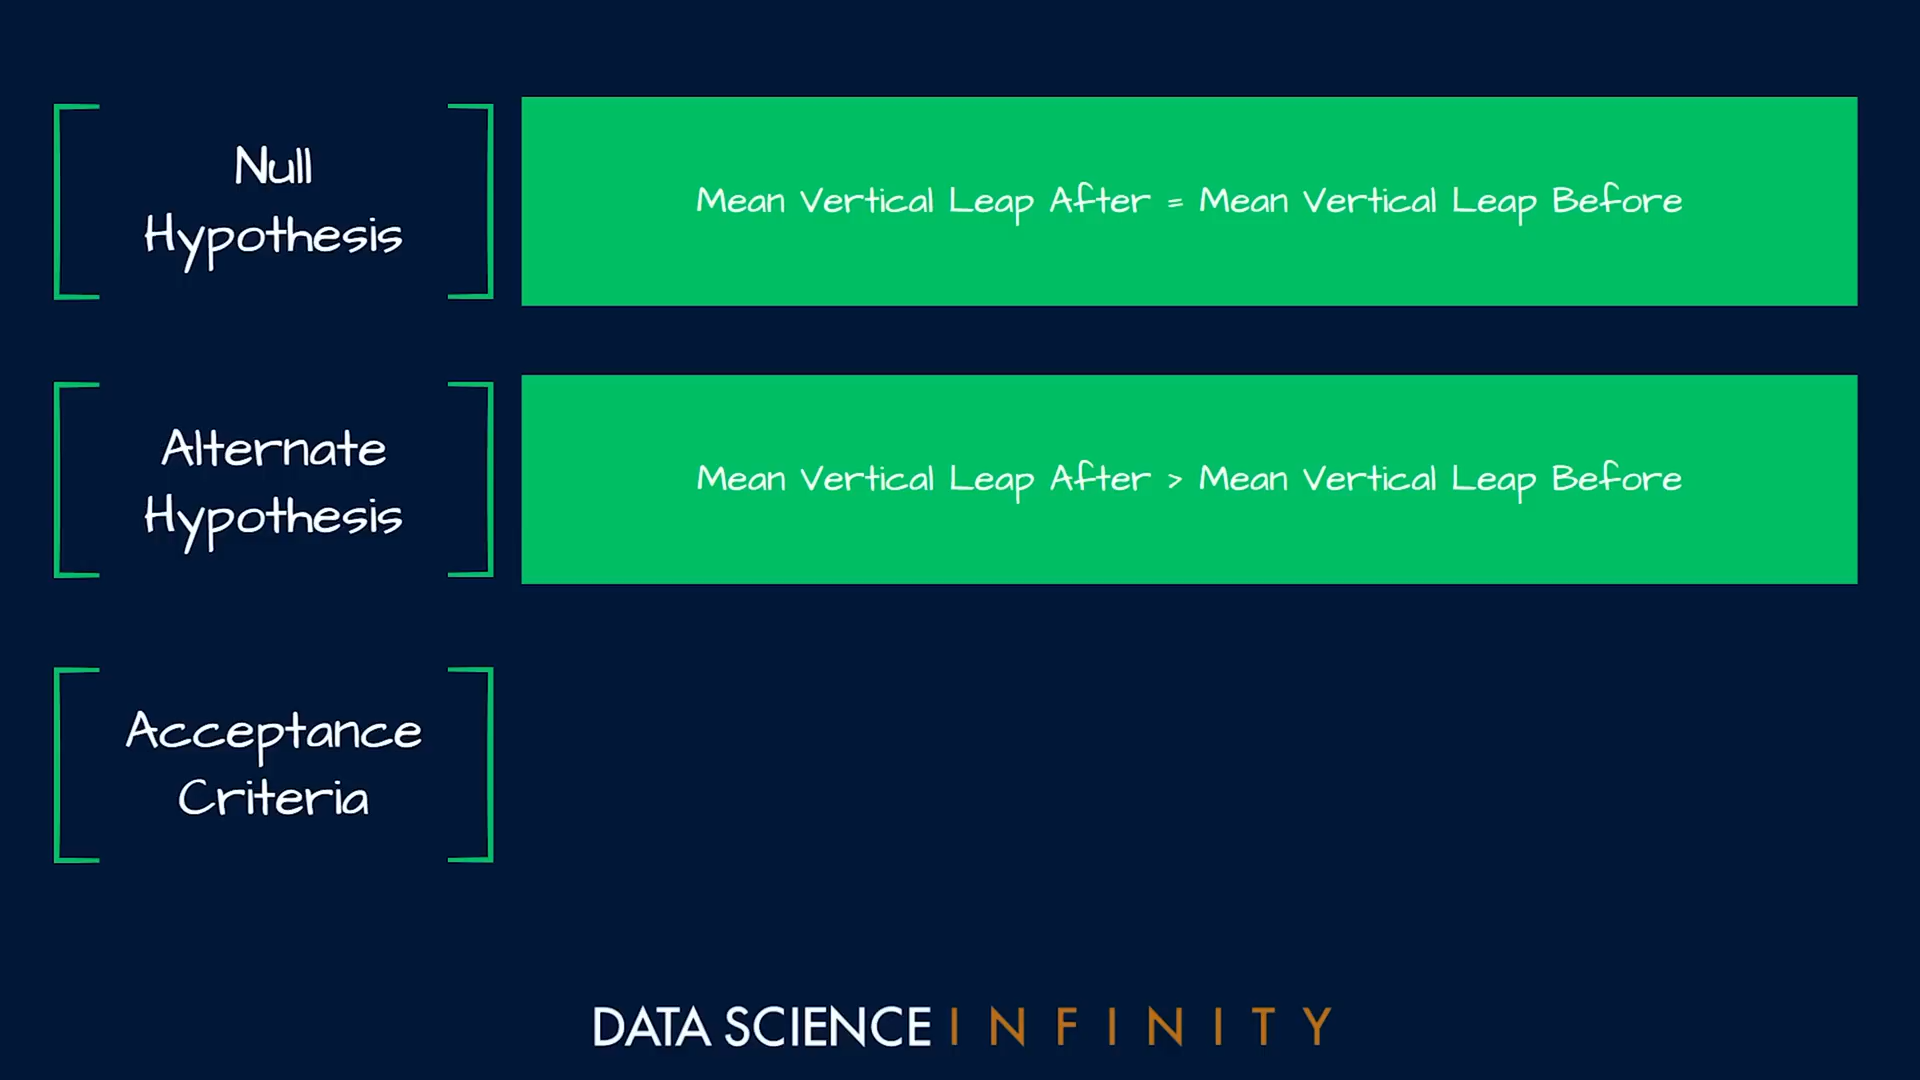 Null
Hypothesis
Mean Vertical Leap After = Mean Vertical Leap Before
Alternate
Hypothesis
Mean Vertical Leap After > Mean Vertical Leap Before
Acceptance
Criteria
DATA SCIENCE INFINITY